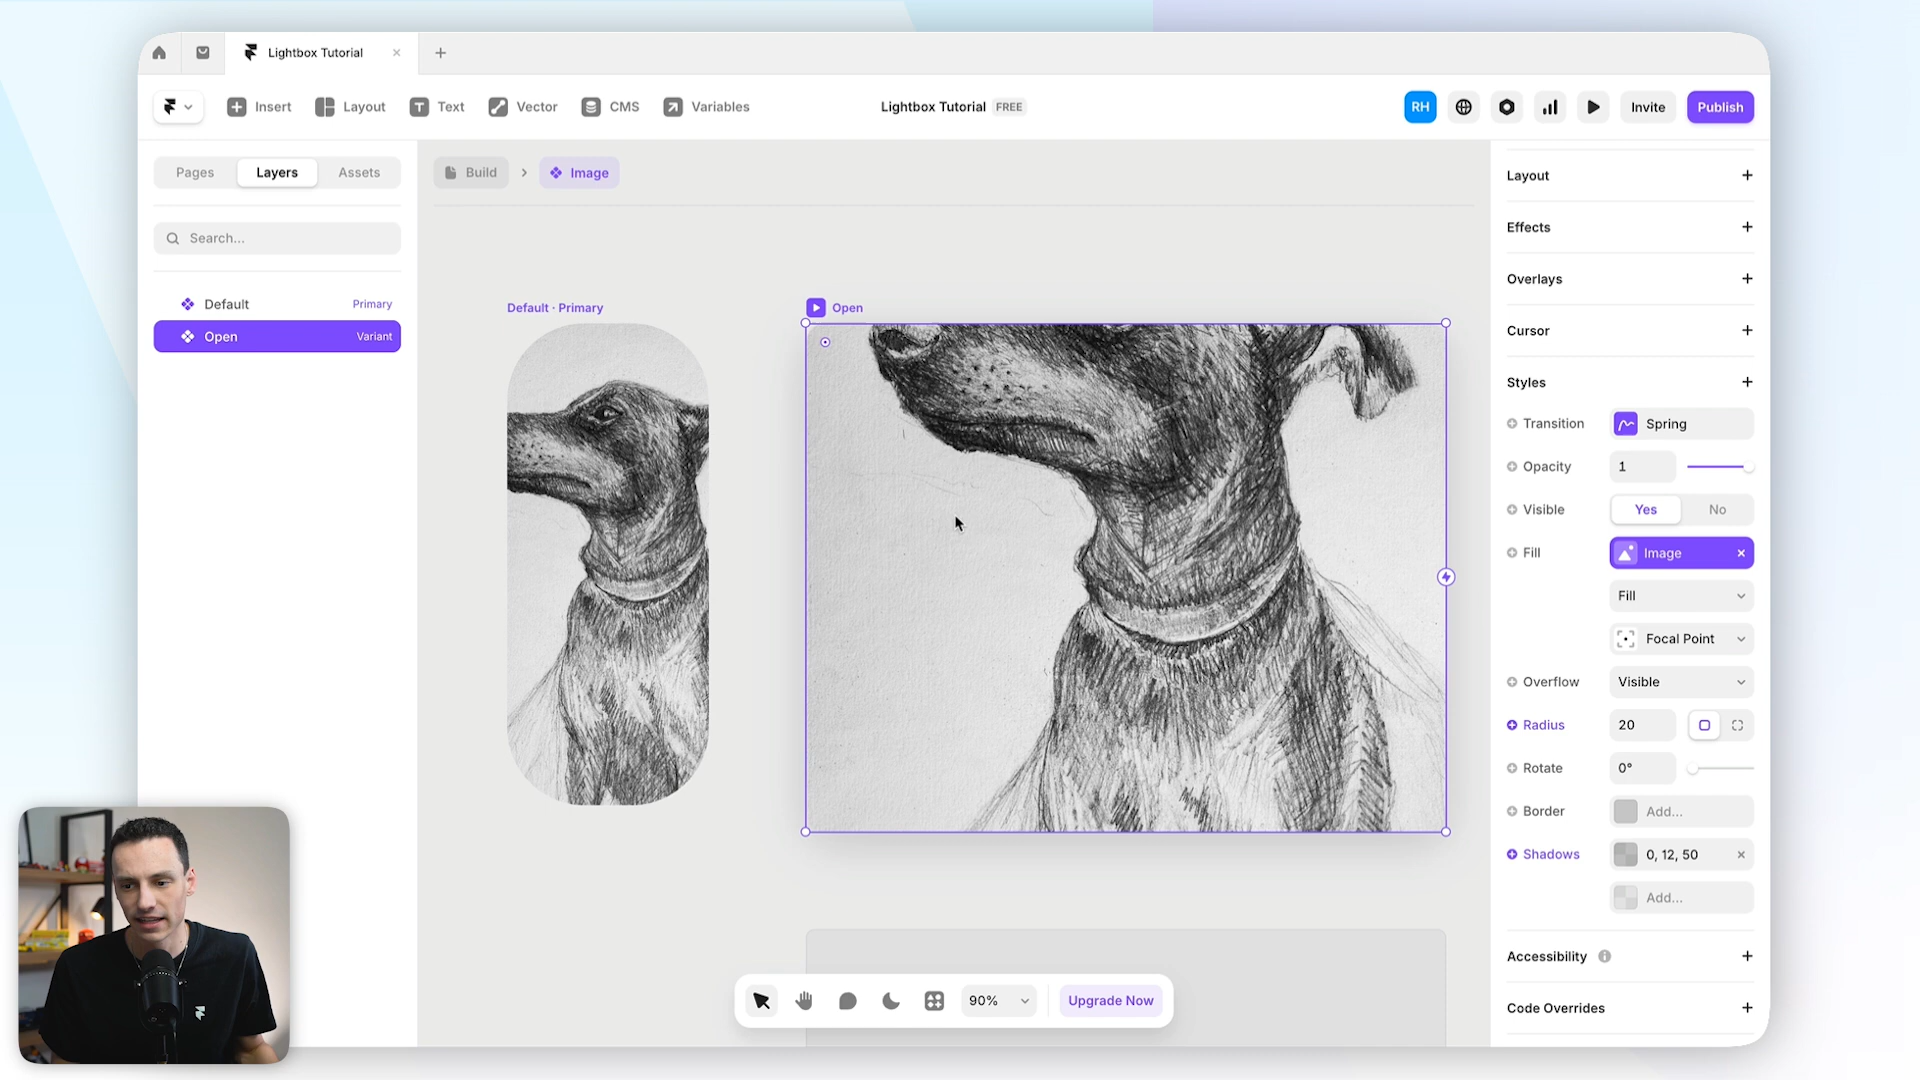 Lightbox Tutorial
Insert Layout Text Vector CMS Variables
Lightbox Tutorial FREE
RH Invite Publish
Pages Layers Assets
Build > Image
Search...
Default Primary
Open Variant
Default · Primary
Open
Layout
Effects
Overlays
Cursor
Styles
Transition Spring
Opacity 1
Visible Yes No
Fill Image
Fill
Focal Point
Overflow Visible
Radius 20
Rotate 0°
Border Add...
Shadows 0, 12, 50
Add...
Accessibility
Code Overrides
90% Upgrade Now